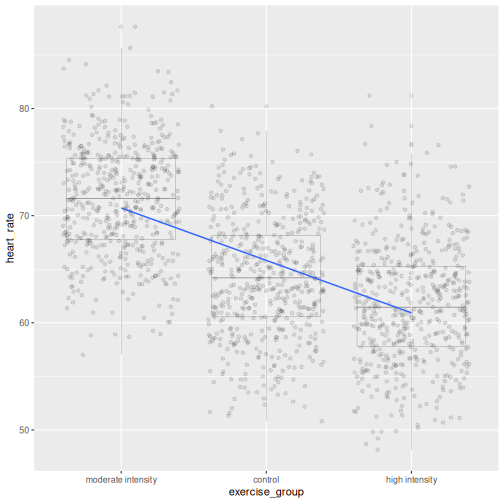 80
70
60
50
heart_rate
moderate intensity control high intensity
exercise_group